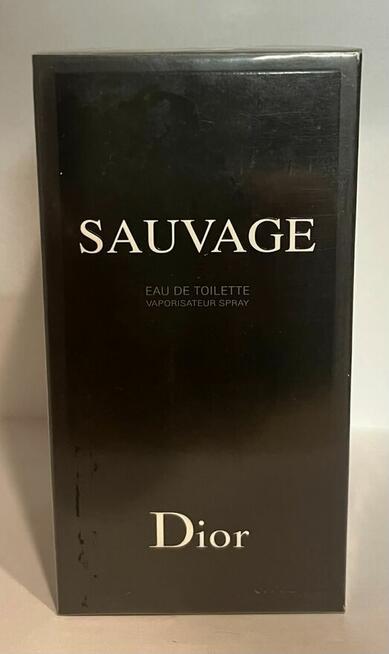 SAUVAGE
EAU DE TOILETTE
VAPORISATEUR SPRAY
Dior